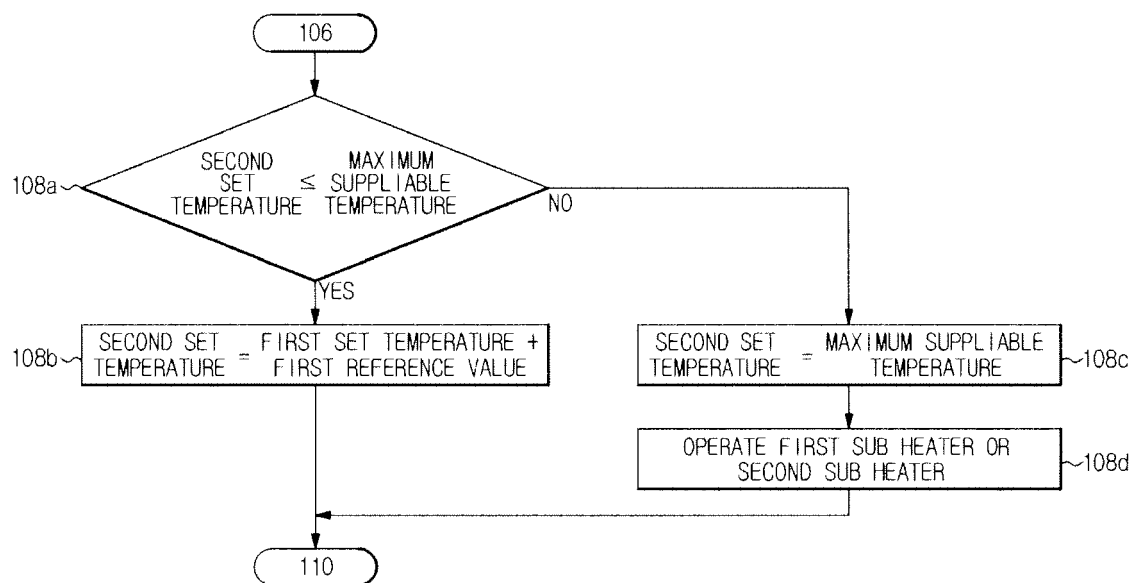 106
108a
SECOND MAXIMUM
SET ≤ SUPPLIABLE
TEMPERATURE TEMPERATURE
NO
YES
108b
SECOND SET = FIRST SET TEMPERATURE +
TEMPERATURE FIRST REFERENCE VALUE
SECOND SET = MAXIMUM SUPPLIABLE
TEMPERATURE TEMPERATURE
108c
OPERATE FIRST SUB HEATER OR
SECOND SUB HEATER
108d
110